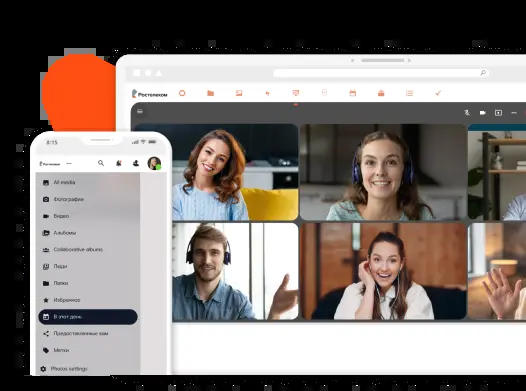 Ростелеком
8:15
Ростелеком
All media
Фотографии
Видео
Альбомы
Collaborative albums
Люди
Папки
Избранное
В этот день
Предоставленные вам
Метки
Photos settings